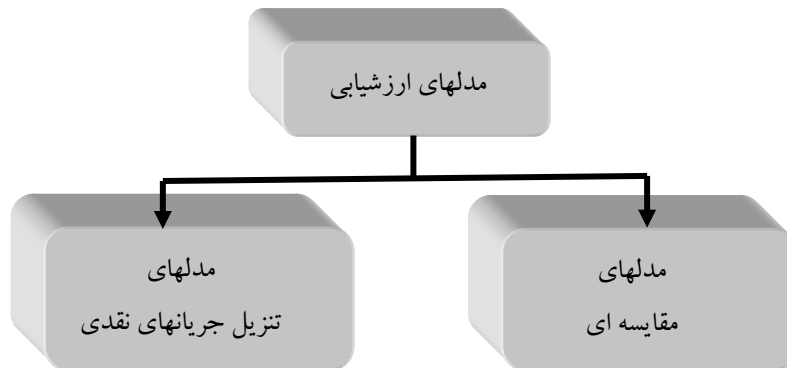 مدلهای ارزشیابی
مدلهای
مقایسه ای
مدلهای
تنزیل جریانهای نقدی